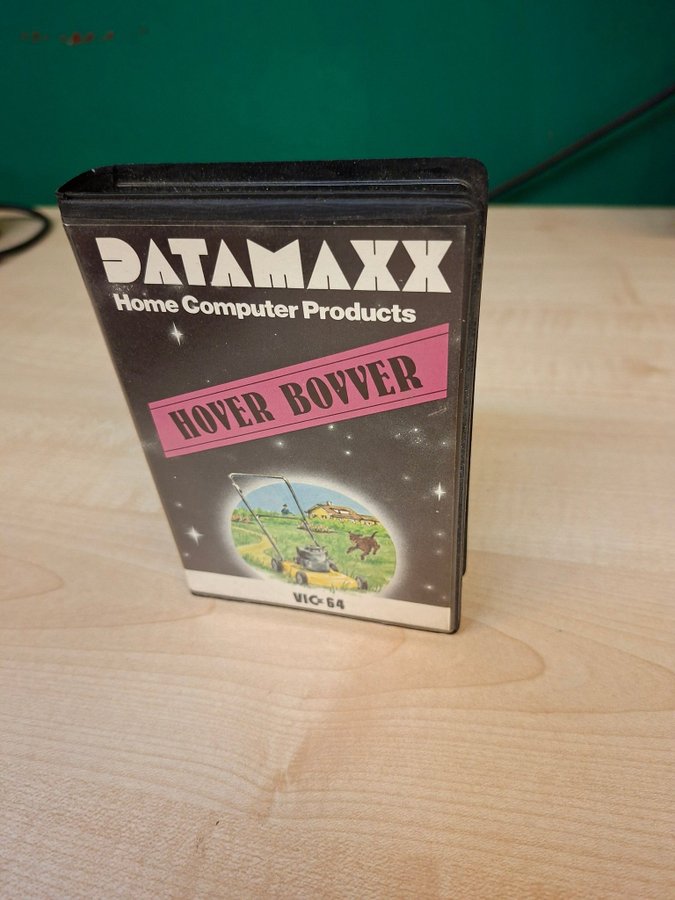 DATAMAXX
Home Computer Products
HOVER BOVVER
VIC 64